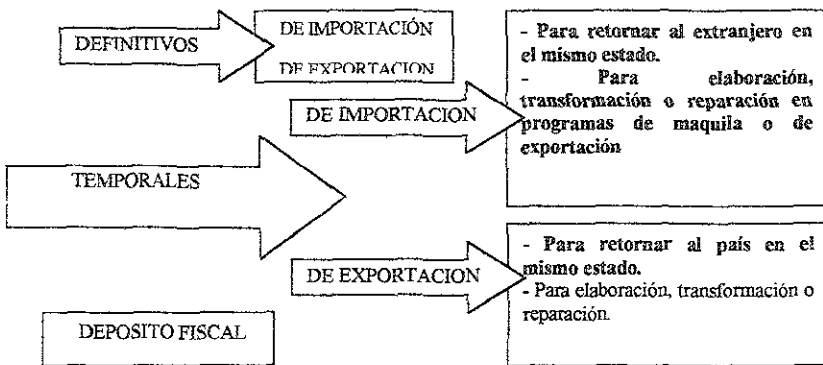 DEFINITIVOS
DE IMPORTACIÓN
DE EXPORTACION
DE IMPORTACION
- Para retornar al extranjero en
el mismo estado.
- Para elaboración,
transformación o reparación en
programas de maquila o de
exportación
TEMPORALES
DE EXPORTACION
- Para retornar al país en el
mismo estado.
- Para elaboración, transformación o
reparación.
DEPOSITO FISCAL